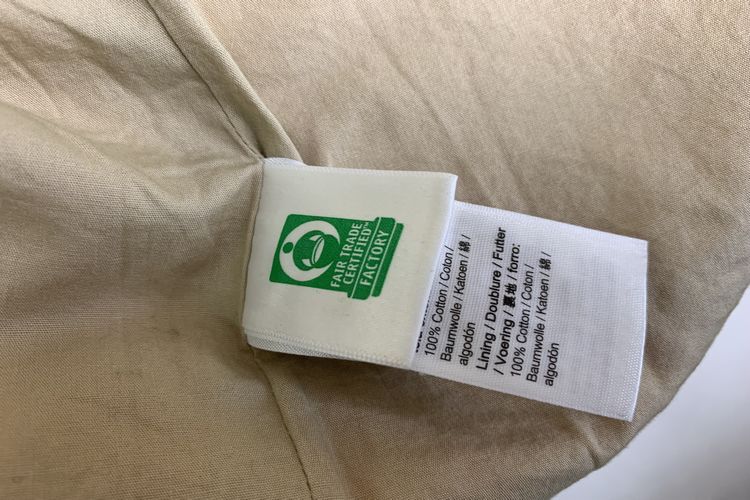 FAIR TRADE
CERTIFIED™
FACTORY
100% Cotton / Coton /
Baumwolle / Katoen / 綿 /
algodón
Lining / Doublure / Futter
/ Voering / 裏地 / forro:
100% Cotton / Coton /
Baumwolle / Katoen / 綿 /
algodón